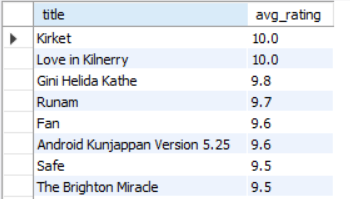 title avg_rating
Kirket 10.0
Love in Kilnerry 10.0
Gini Helida Kathe 9.8
Runam 9.7
Fan 9.6
Android Kunjappan Version 5.25 9.6
Safe 9.5
The Brighton Miracle 9.5